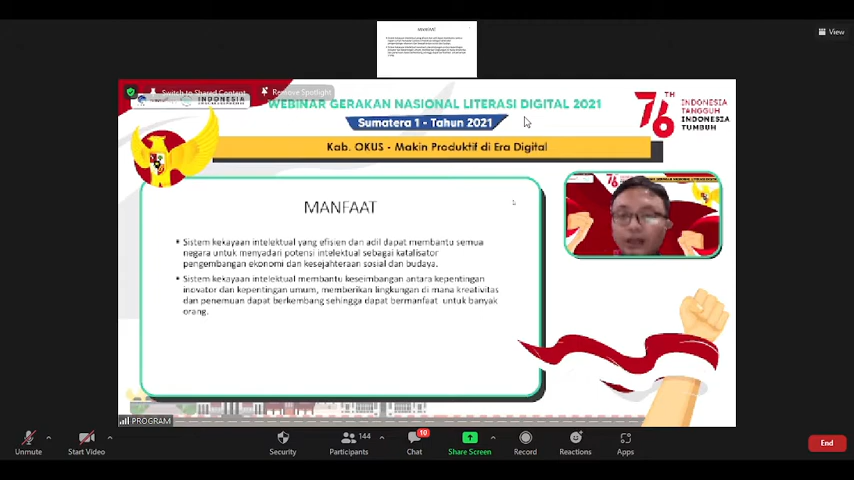 MANFAAT
View
Switch to Shared Content
Remove Spotlight
INDONESIA
WEBINAR GERAKAN NASIONAL LITERASI DIGITAL 2021
Sumatera 1 - Tahun 2021
Kab. OKUS - Makin Produktif di Era Digital
76TH
INDONESIA
TANGGUH
INDONESIA
TUMBUH
MANFAAT
• Sistem kekayaan intelektual yang efisien dan adil dapat membantu semua
negara untuk menyadari potensi intelektual sebagai katalisator
pengembangan ekonomi dan kesejahteraan sosial dan budaya.
• Sistem kekayaan intelektual membantu keseimbangan antara kepentingan
inovator dan kepentingan umum, memberikan lingkungan di mana kreativitas
dan penemuan dapat berkembang sehingga dapat bermanfaat untuk banyak
orang.
PROGRAM
Unmute
Start Video
Security
Participants
144
Chat
10
Share Screen
Record
Reactions
Apps
End